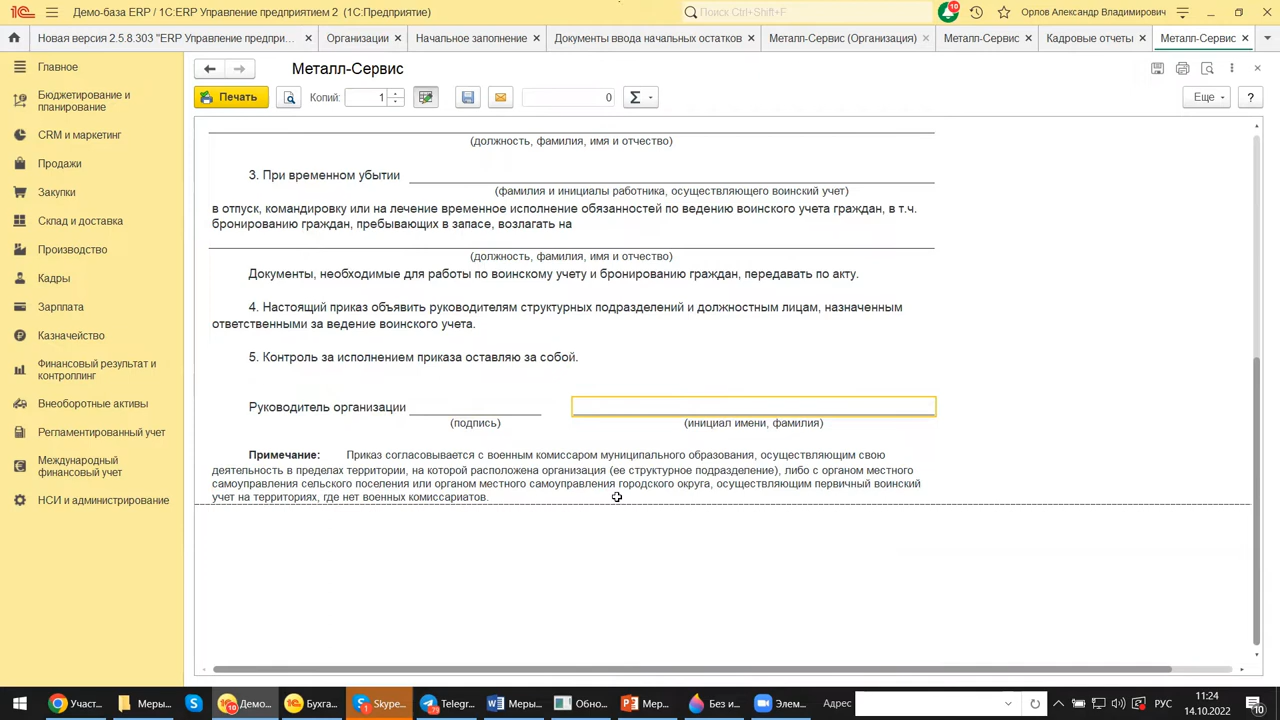 Демо-база ERP / 1С:ERP Управление предприятием 2 (1С:Предприятие)
Поиск Ctrl+Shift+F
10
Орлов Александр Владимирович
Новая версия 2.5.8.303 "ERP Управление предпри...
Организации
Начальное заполнение
Документы ввода начальных остатков
Металл-Сервис (Организация)
Металл-Сервис
Кадровые отчеты
Металл-Сервис
Главное
Бюджетирование и
планирование
CRM и маркетинг
Продажи
Закупки
Склад и доставка
Производство
Кадры
Зарплата
Казначейство
Финансовый результат и
контроллинг
Внеоборотные активы
Регламентированный учет
Международный
финансовый учет
НСИ и администрирование
Металл-Сервис
Печать
Копий:
1
0
Σ
Еще
?
(должность, фамилия, имя и отчество)
3. При временном убытии
(фамилия и инициалы работника, осуществляющего воинский учет)
в отпуск, командировку или на лечение временное исполнение обязанностей по ведению воинского учета граждан, в т.ч.
бронированию граждан, пребывающих в запасе, возлагать на
(должность, фамилия, имя и отчество)
Документы, необходимые для работы по воинскому учету и бронированию граждан, передавать по акту.
4. Настоящий приказ объявить руководителям структурных подразделений и должностным лицам, назначенным
ответственными за ведение воинского учета.
5. Контроль за исполнением приказа оставляю за собой.
Руководитель организации
(подпись)
(инициал имени, фамилия)
Примечание: Приказ согласовывается с военным комиссаром муниципального образования, осуществляющим свою
деятельность в пределах территории, на которой расположена организация (ее структурное подразделение), либо с органом местного
самоуправления сельского поселения или органом местного самоуправления городского округа, осуществляющим первичный воинский
учет на территориях, где нет военных комиссариатов.
Участ...
Меры...
Демо...
Бухга...
Skype...
Telegr...
Меры...
Обно...
Мер...
Без и...
Элем...
Адрес
РУС
11:24
14.10.2022